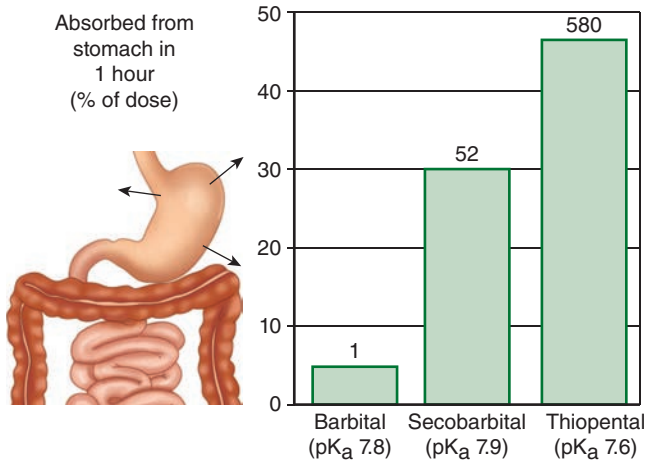 Absorbed from
stomach in
1 hour
(% of dose)
50
40
30
20
10
0
1
52
580
Barbital
(pKa 7.8)
Secobarbital
(pKa 7.9)
Thiopental
(pKa 7.6)